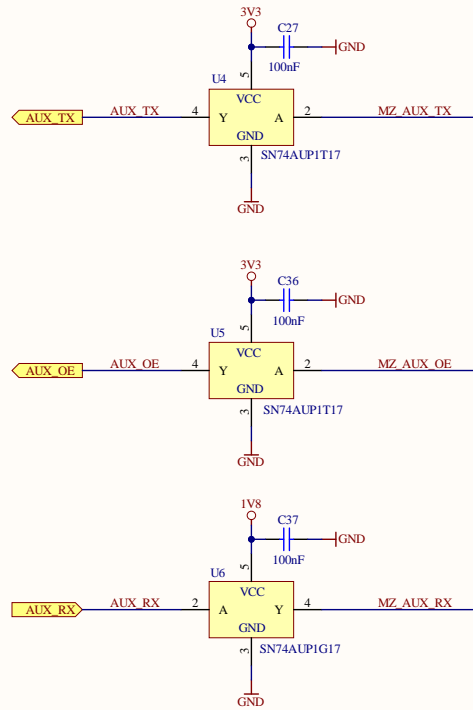 3V3
C27
GND
100nF
U4
5
VCC
AUX_TX
AUX_TX
4
Y
A
2
MZ_AUX_TX
GND
3
SN74AUP1T17
GND
3V3
C36
GND
100nF
U5
5
VCC
AUX_OE
AUX_OE
4
Y
A
2
MZ_AUX_OE
GND
3
SN74AUP1T17
GND
1V8
C37
GND
100nF
U6
5
VCC
AUX_RX
AUX_RX
2
A
Y
4
MZ_AUX_RX
GND
3
SN74AUP1G17
GND